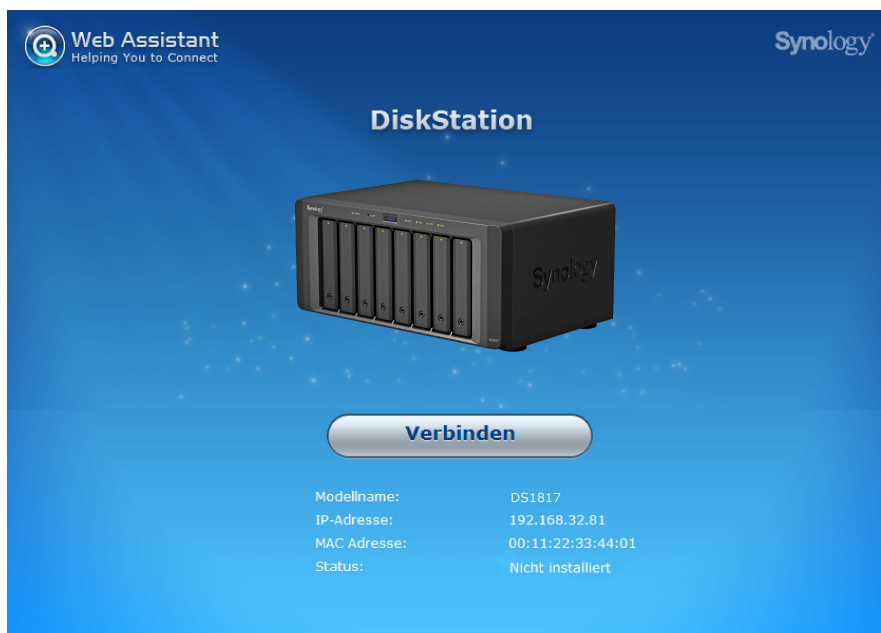 Web Assistant
Helping You to Connect
Synology
DiskStation
Synology
Synology
Verbinden
Modellname: DS1817
IP-Adresse: 192.168.32.81
MAC Adresse: 00:11:22:33:44:01
Status: Nicht installiert